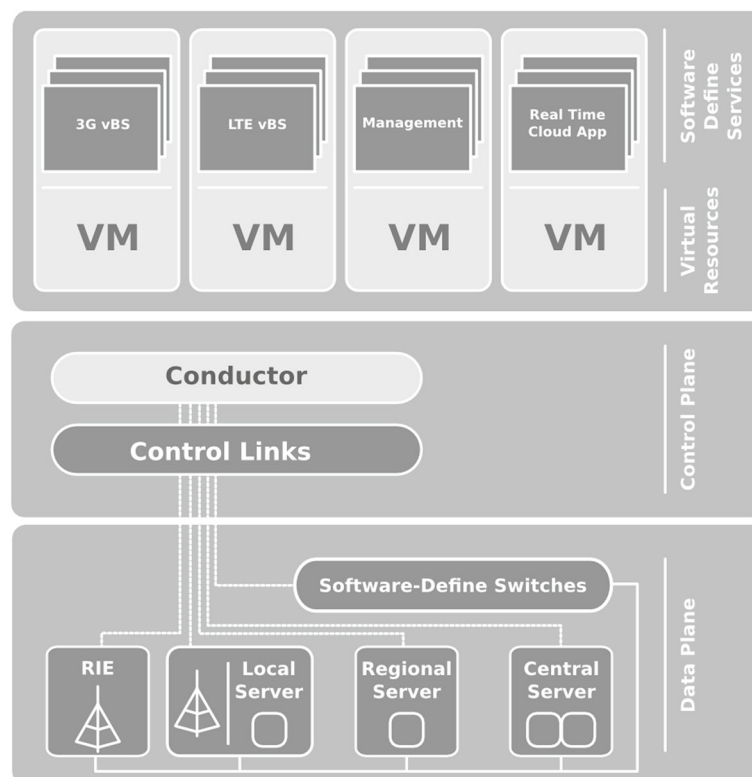 3G vBS
LTE vBS
Management
Real Time
Cloud App
VM
VM
VM
VM
Software
Define
Services
Virtual
Resources
Conductor
Control Links
Control Plane
Software-Define Switches
RIE
Local
Server
Regional
Server
Central
Server
Data Plane